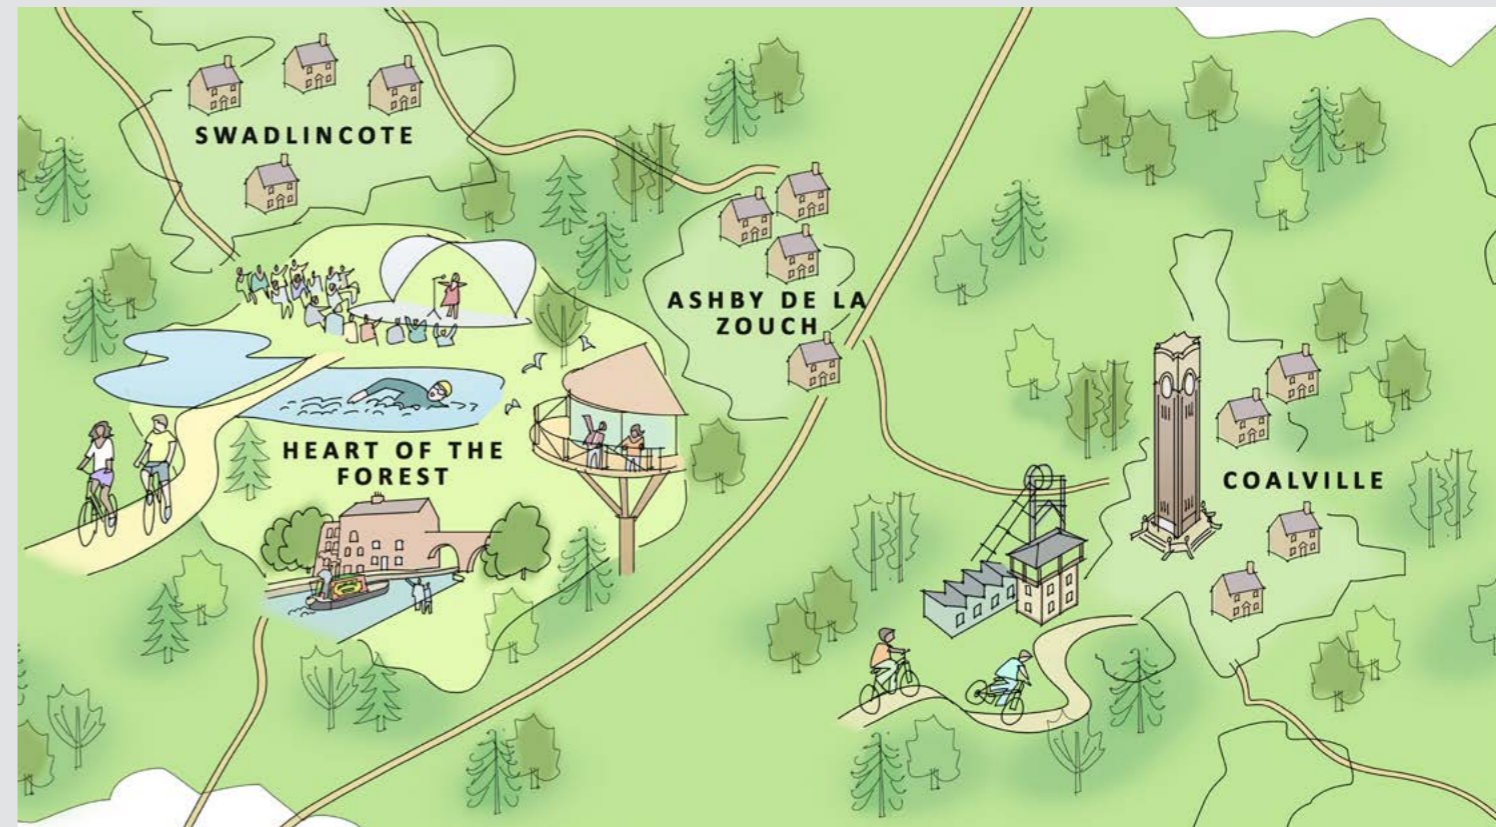 SWADLINCOTE
ASHBY DE LA
ZOUCH
HEART OF THE
FOREST
COALVILLE